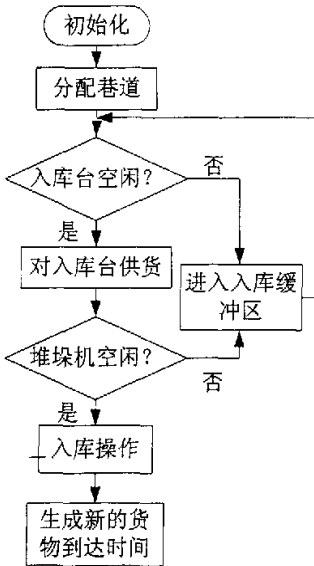 初始化
分配巷道
入库台空闲?
否
是
对入库台供货
进入入库缓
冲区
堆垛机空闲?
否
是
入库操作
生成新的货
物到达时间